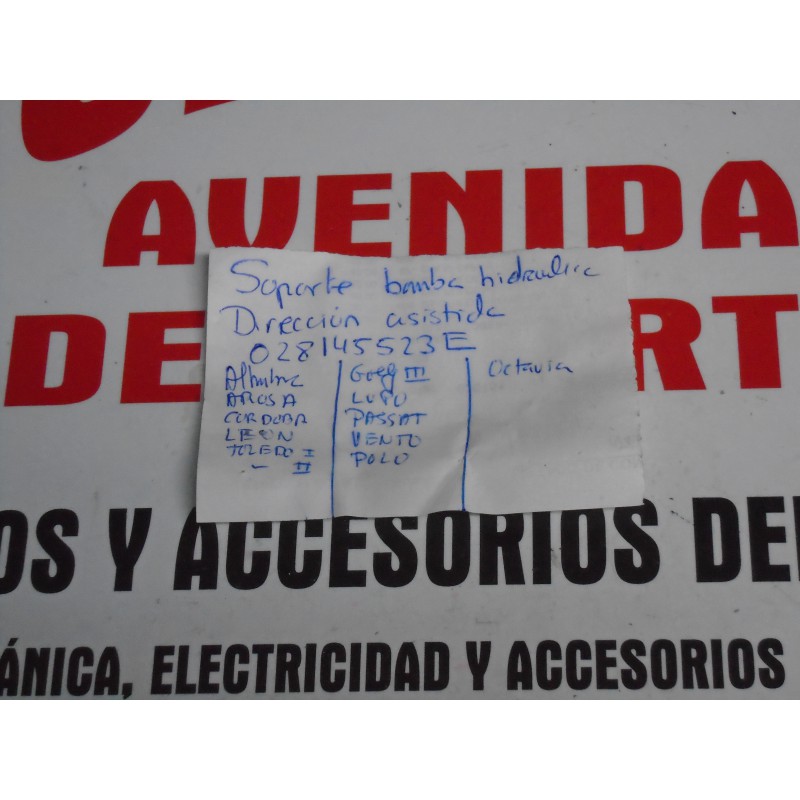 AVENIDA
DE
RT
Soporte bomba hidraulica
Dirección asistida
028145523E
Alhambra
AROSA
CORDOBA
LEON
TOLEDO I
- II
Golf III
LUPO
PASSAT
VENTO
POLO
Octavia
OS Y ACCESORIOS DE
ÁNICA, ELECTRICIDAD Y ACCESORIOS